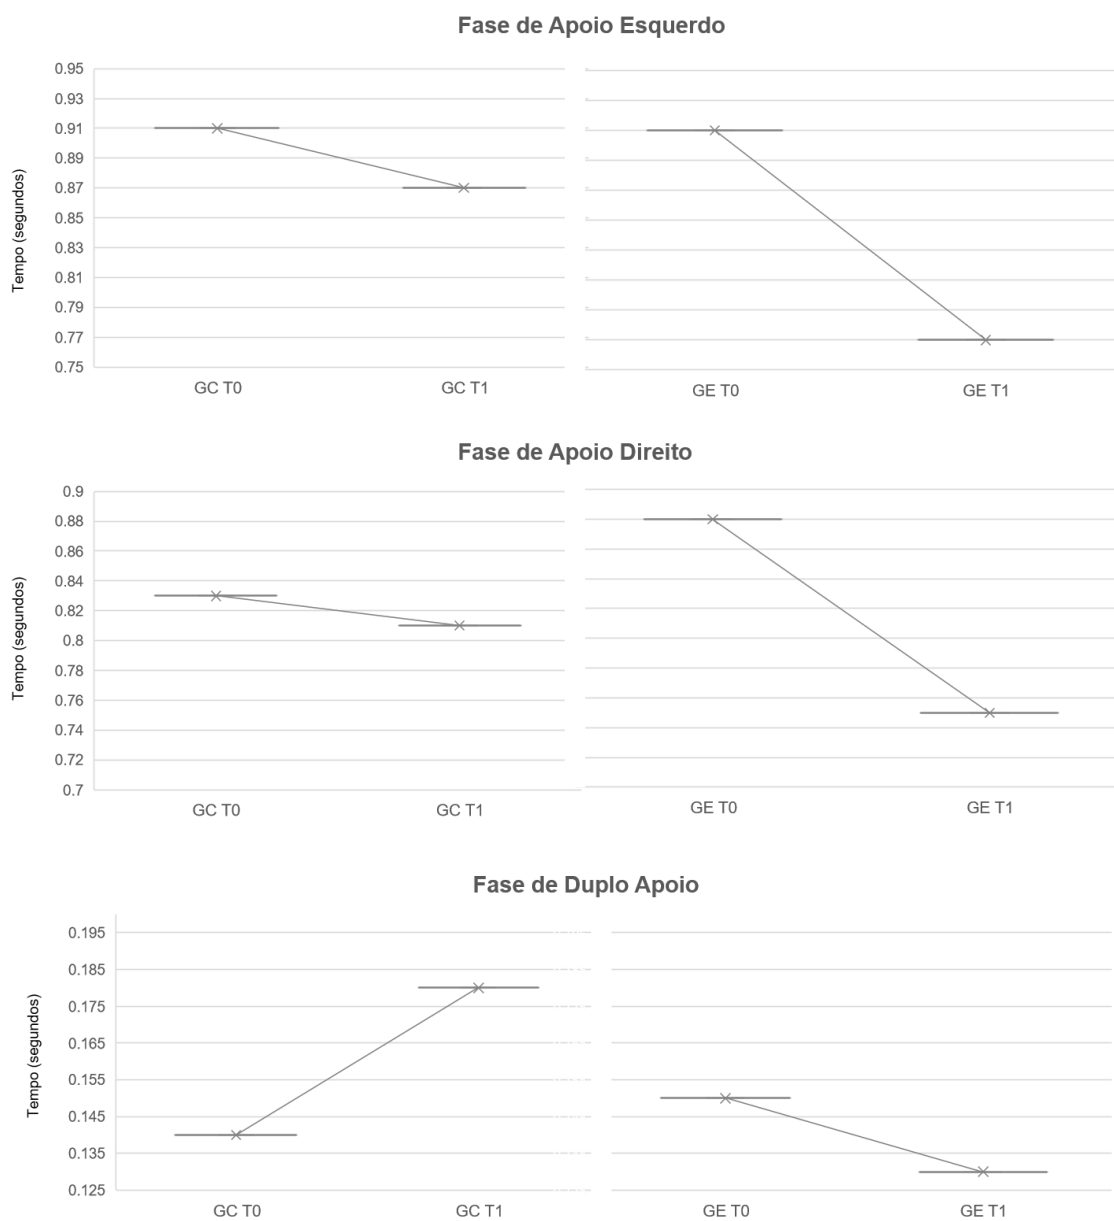 Fase de Apoio Esquerdo
Tempo (segundos)
0.95
0.93
0.91
0.89
0.87
0.85
0.83
0.81
0.79
0.77
0.75
GC T0
GC T1
GE T0
GE T1
Fase de Apoio Direito
Tempo (segundos)
0.9
0.88
0.86
0.84
0.82
0.8
0.78
0.76
0.74
0.72
0.7
GC T0
GC T1
GE T0
GE T1
Fase de Duplo Apoio
Tempo (segundos)
0.195
0.185
0.175
0.165
0.155
0.145
0.135
0.125
GC T0
GC T1
GE T0
GE T1